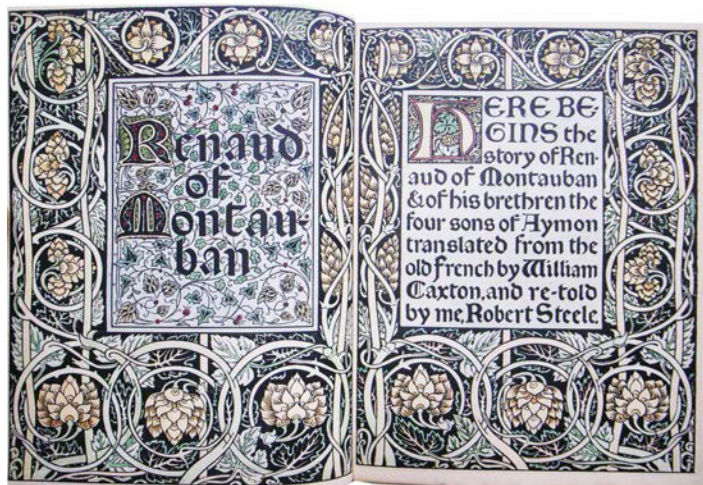 Renaud
of
Montau-
ban
HERE BE-
GINS the
story of Ren-
aud of Montauban
& of his brethren the
four sons of Aymon
translated from the
old french by William
Caxton, and re-told
by me, Robert Steele.